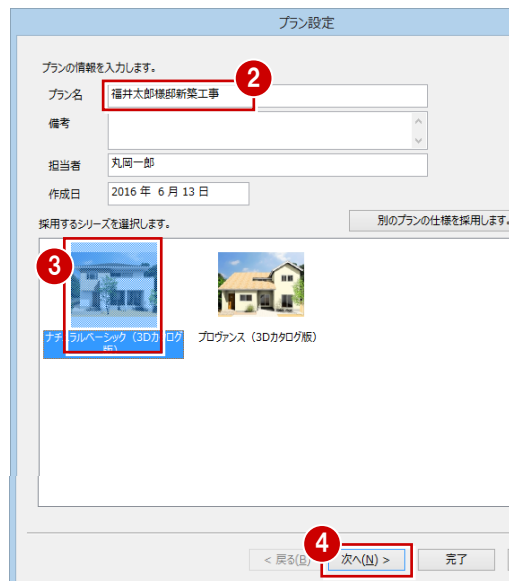 プラン設定
プランの情報を入力します。
2
プラン名 福井太郎様邸新築工事
備考
担当者 丸岡一郎
作成日 2016 年 6 月 13 日
採用するシリーズを選択します。 別のプランの仕様を採用します。
3
ナチュラルベーシック（3Dカタログ
版）
プロヴァンス（3Dカタログ版）
4
< 戻る(B) 次へ(N) > 完了